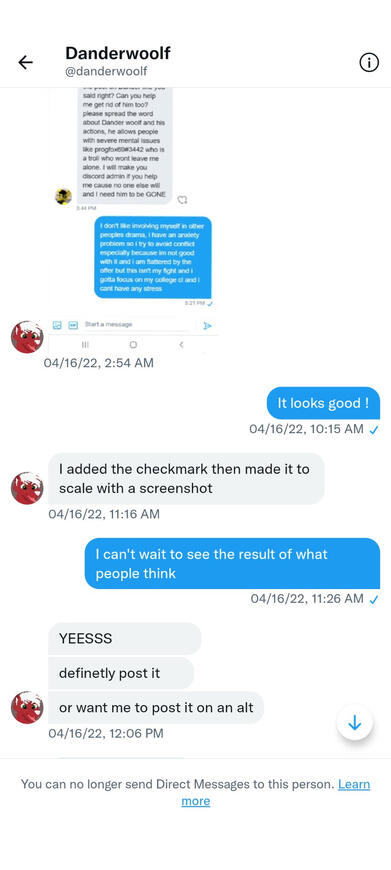 Danderwoolf
@danderwoolf
said right? Can you help
me get rid of him too?
please spread the word
about Dander woolf and his
actions, he allows people
with severe mental issues
like progfox69#3442 who is
a troll who wont leave me
alone. I will make you
discord admin if you help
me cause no one else will
and I need him to be GONE
3:44 PM
I don't like involving myself in other
peoples drama, i have an anxiety
problem so i try to avoid conflict
especially because im not good
with it and i am flattered by the
offer but this isn't my fight and i
gotta focus on my college cl and i
cant have any stress
5:21 PM
Start a message
04/16/22, 2:54 AM
It looks good !
04/16/22, 10:15 AM
I added the checkmark then made it to
scale with a screenshot
04/16/22, 11:16 AM
I can't wait to see the result of what
people think
04/16/22, 11:26 AM
YEESSS
definetly post it
or want me to post it on an alt
04/16/22, 12:06 PM
You can no longer send Direct Messages to this person. Learn
more